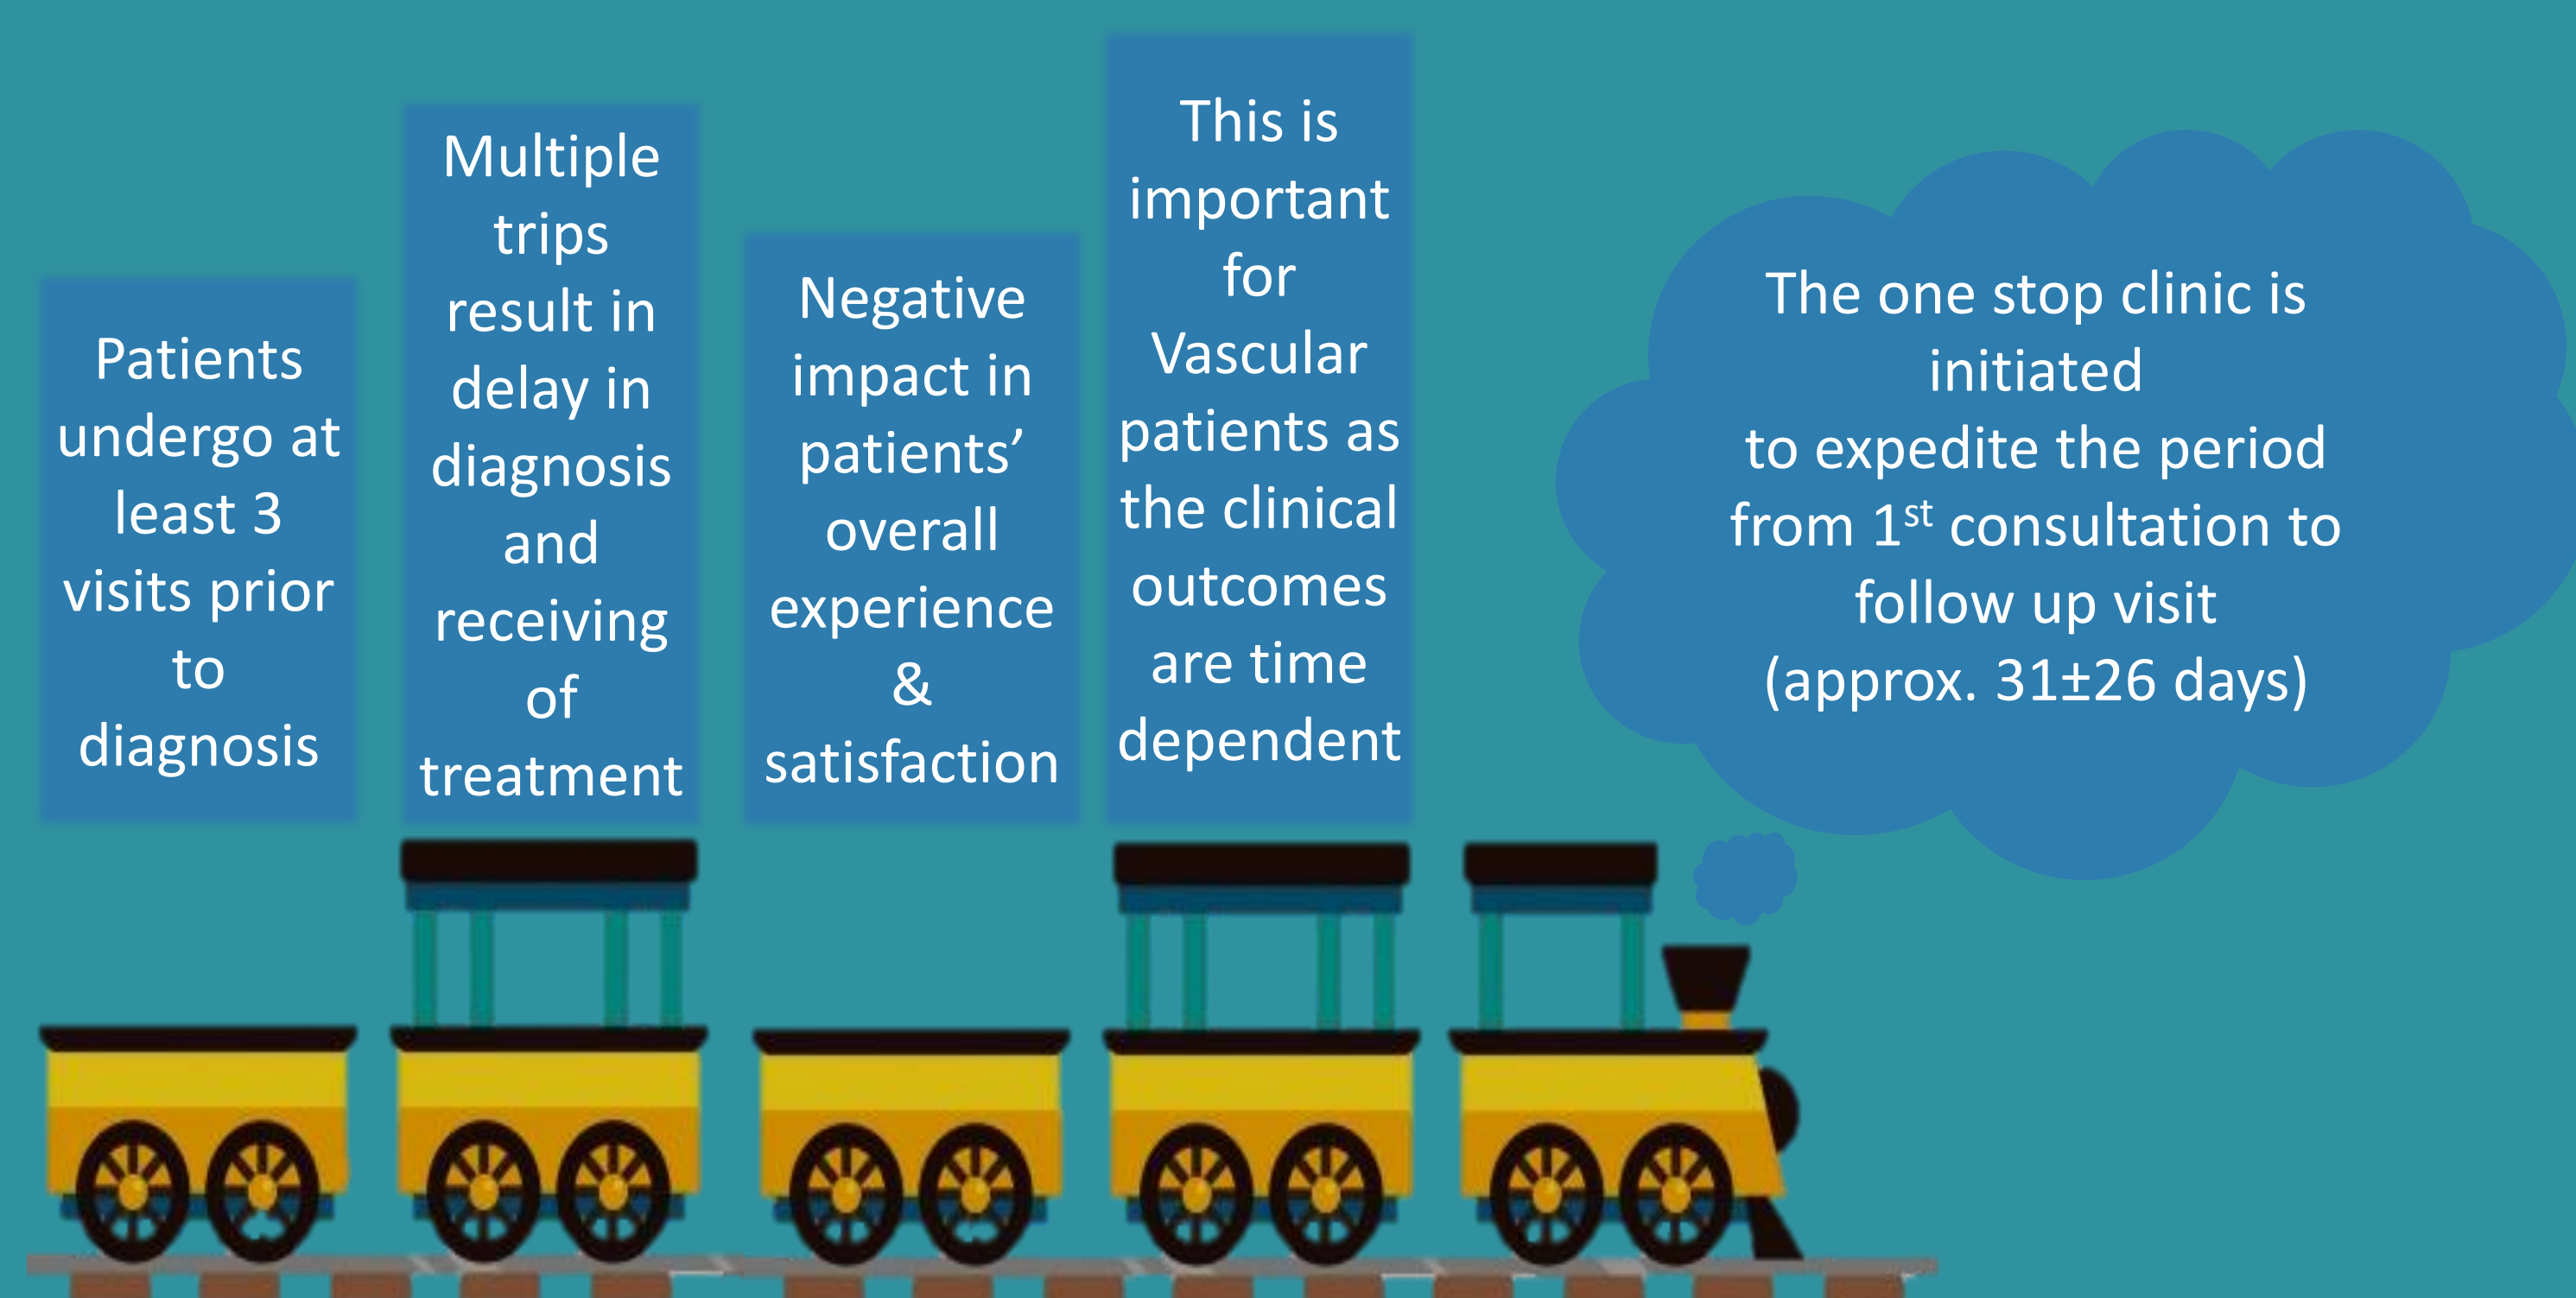 Patients
undergo at
least 3
visits prior
to
diagnosis
Multiple
trips
result in
delay in
diagnosis
and
receiving
of
treatment
Negative
impact in
patients’
overall
experience
&
satisfaction
This is
important
for
Vascular
patients as
the clinical
outcomes
are time
dependent
The one stop clinic is
initiated
to expedite the period
from 1st consultation to
follow up visit
(approx. 31±26 days)